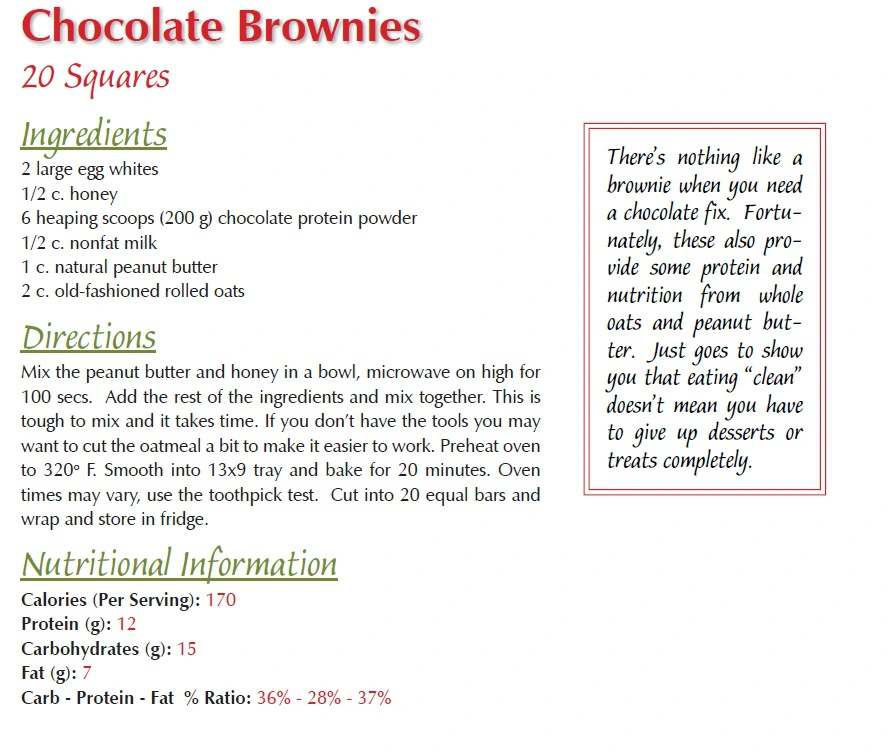 Chocolate Brownies
20 Squares
Ingredients
2 large egg whites
1/2 c. honey
6 heaping scoops (200 g) chocolate protein powder
1/2 c. nonfat milk
1 c. natural peanut butter
2 c. old-fashioned rolled oats
Directions
Mix the peanut butter and honey in a bowl, microwave on high for
100 secs. Add the rest of the ingredients and mix together. This is
tough to mix and it takes time. If you don't have the tools you may
want to cut the oatmeal a bit to make it easier to work. Preheat oven
to 320º F. Smooth into 13x9 tray and bake for 20 minutes. Oven
times may vary, use the toothpick test. Cut into 20 equal bars and
wrap and store in fridge.
Nutritional Information
Calories (Per Serving): 170
Protein (g): 12
Carbohydrates (g): 15
Fat (g): 7
Carb - Protein - Fat % Ratio: 36% - 28% - 37%
There's nothing like a
brownie when you need
a chocolate fix. Fortu-
nately, these also pro-
vide some protein and
nutrition from whole
oats and peanut but-
ter. Just goes to show
you that eating "clean"
doesn't mean you have
to give up desserts or
treats completely.